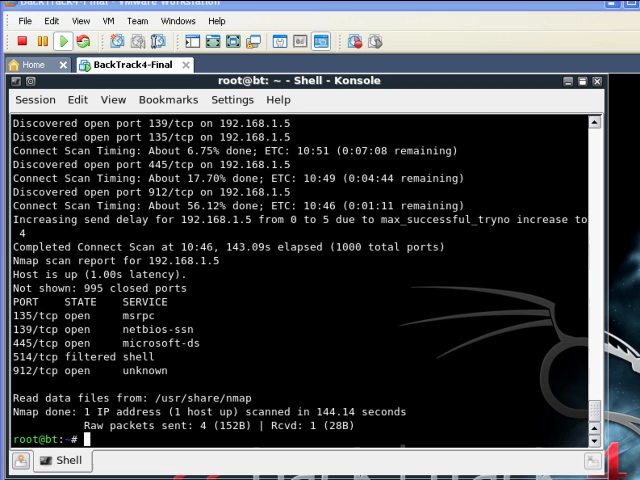 BackTrack4-Final - VMware Workstation
File Edit View VM Team Windows Help
Home BackTrack4-Final
root@bt: ~ - Shell - Konsole
Session Edit View Bookmarks Settings Help
Discovered open port 139/tcp on 192.168.1.5
Discovered open port 135/tcp on 192.168.1.5
Connect Scan Timing: About 6.75% done; ETC: 10:51 (0:07:08 remaining)
Discovered open port 445/tcp on 192.168.1.5
Connect Scan Timing: About 17.70% done; ETC: 10:49 (0:04:44 remaining)
Discovered open port 912/tcp on 192.168.1.5
Connect Scan Timing: About 56.12% done; ETC: 10:46 (0:01:11 remaining)
Increasing send delay for 192.168.1.5 from 0 to 5 due to max_successful_tryno increase to
4
Completed Connect Scan at 10:46, 143.09s elapsed (1000 total ports)
Nmap scan report for 192.168.1.5
Host is up (1.00s latency).
Not shown: 995 closed ports
PORT STATE SERVICE
135/tcp open msrpc
139/tcp open netbios-ssn
445/tcp open microsoft-ds
514/tcp filtered shell
912/tcp open unknown
Read data files from: /usr/share/nmap
Nmap done: 1 IP address (1 host up) scanned in 144.14 seconds
Raw packets sent: 4 (152B) | Rcvd: 1 (28B)
root@bt:~#
Shell